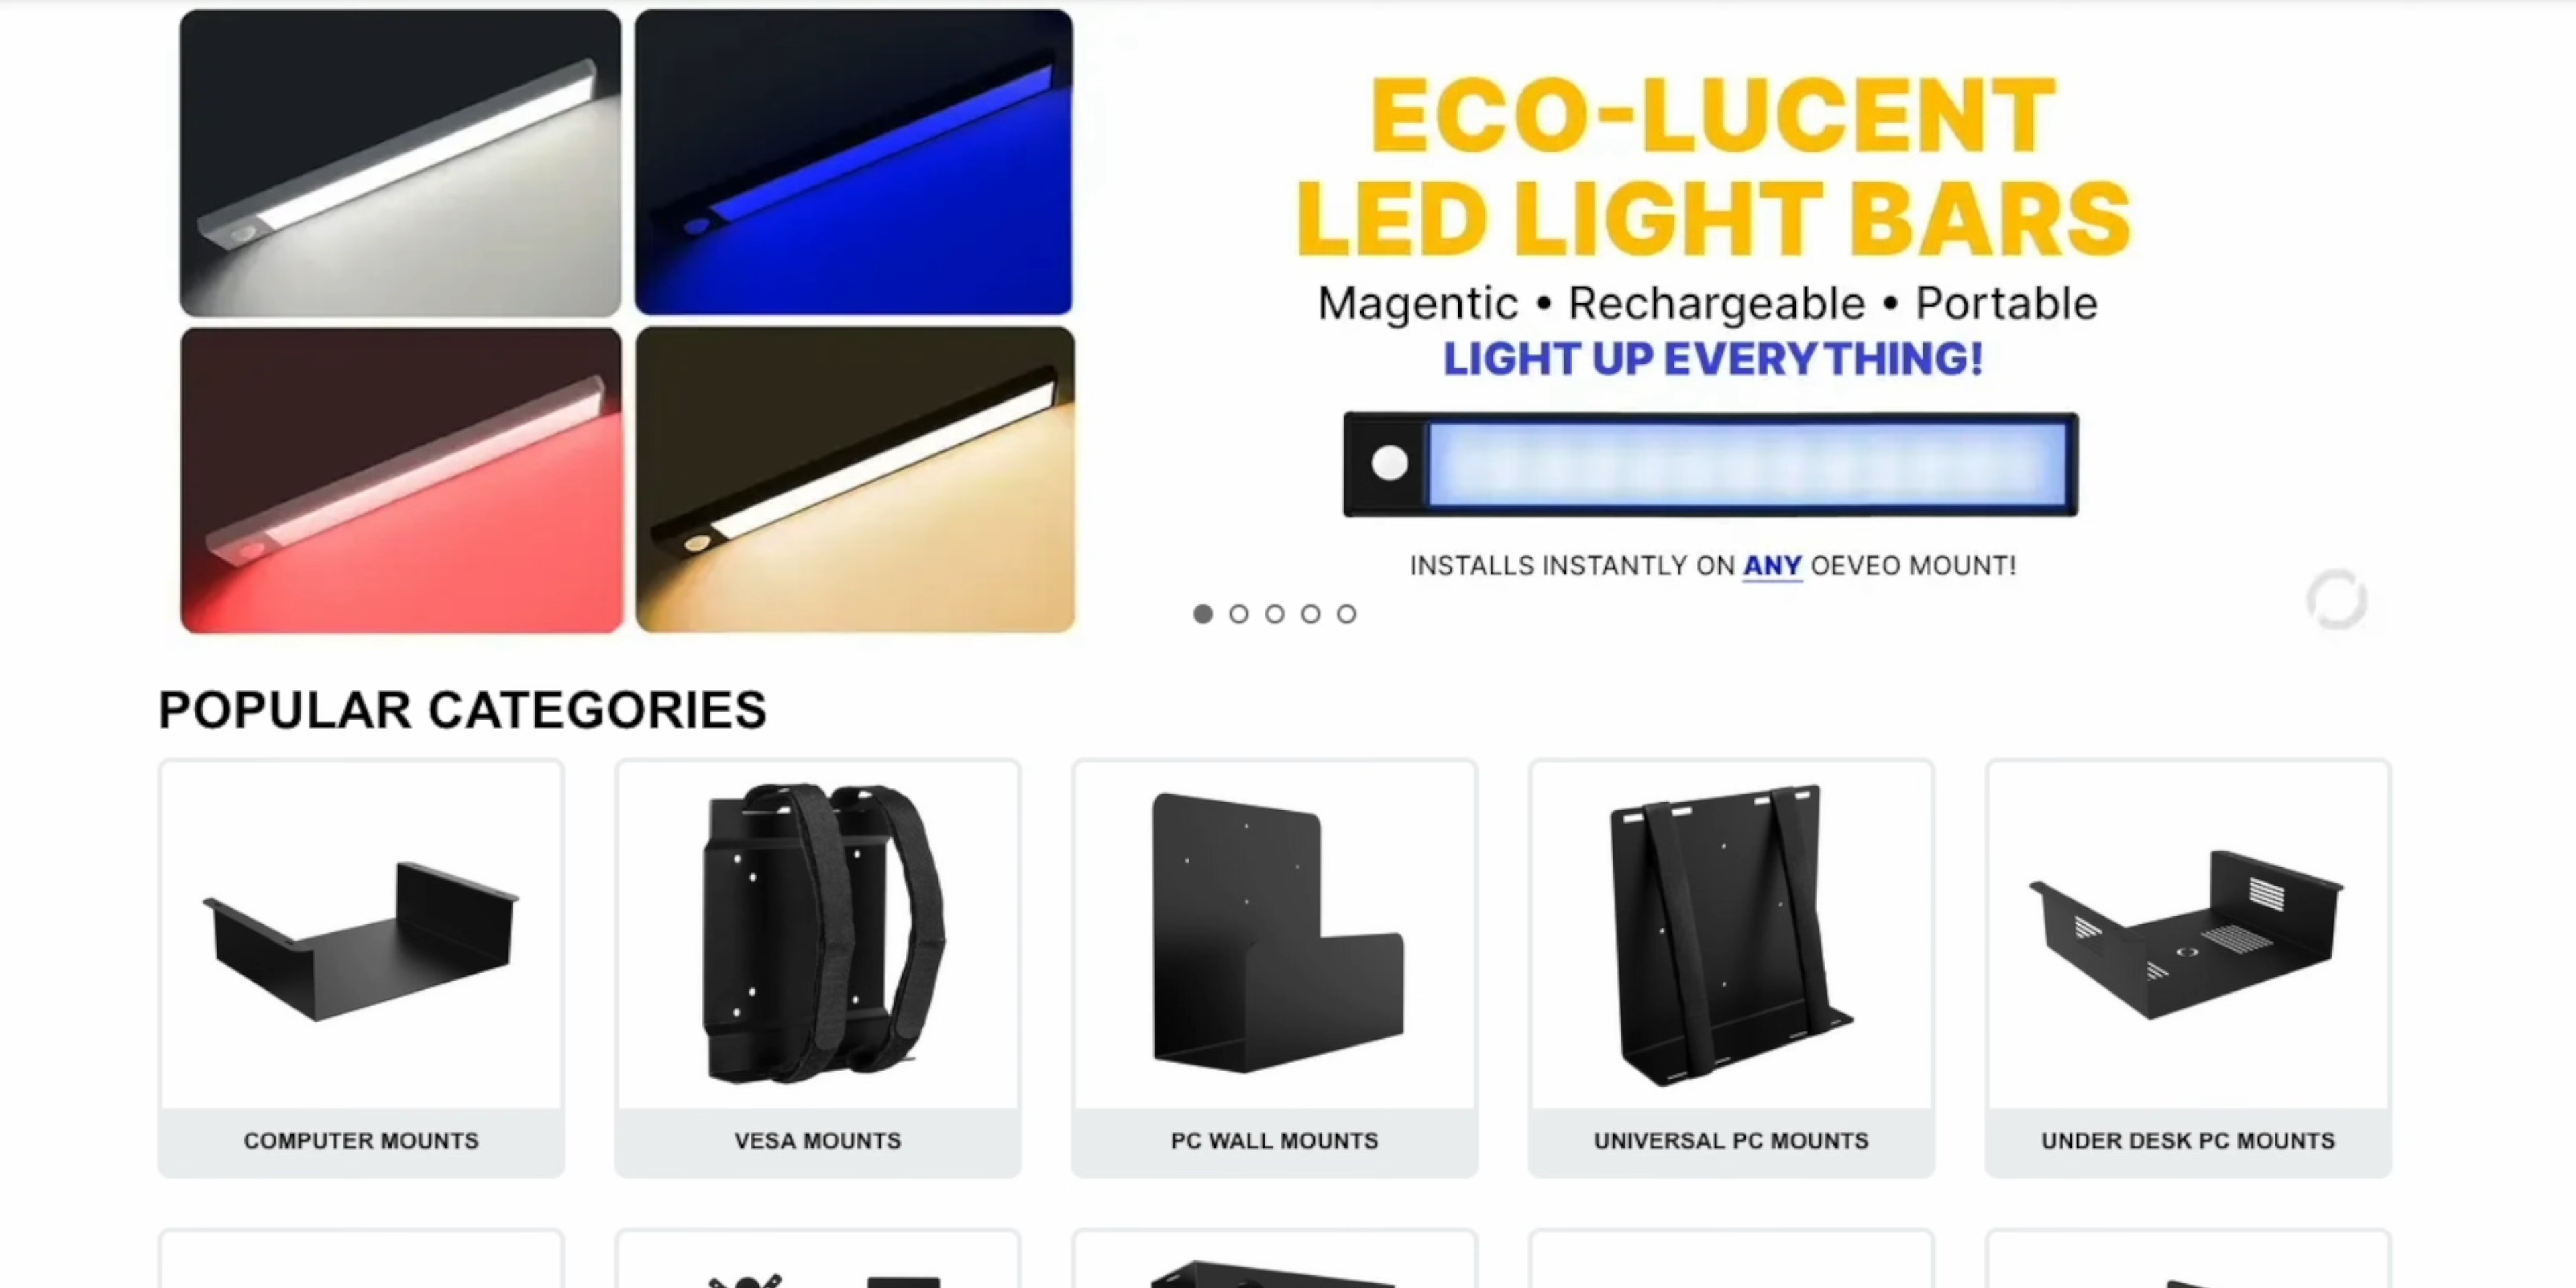 ECO-LUCENT
LED LIGHT BARS
Magentic • Rechargeable • Portable
LIGHT UP EVERYTHING!
INSTALLS INSTANTLY ON ANY OEVEO MOUNT!
POPULAR CATEGORIES
COMPUTER MOUNTS
VESA MOUNTS
PC WALL MOUNTS
UNIVERSAL PC MOUNTS
UNDER DESK PC MOUNTS